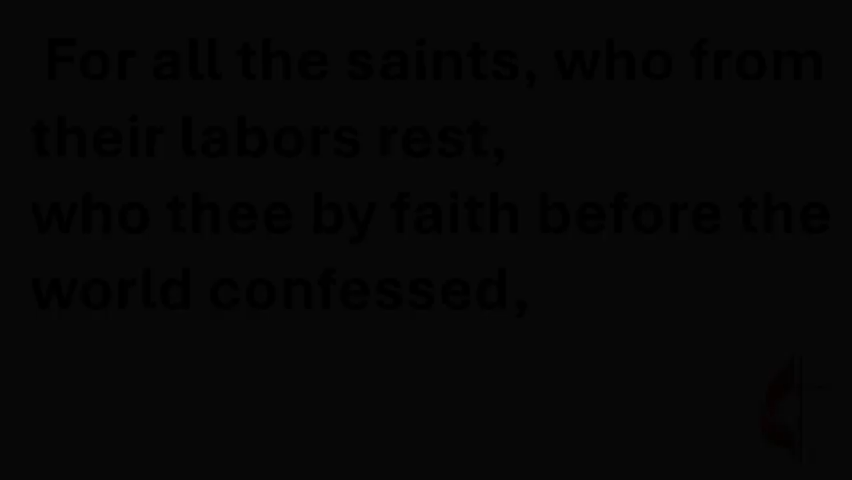 For all the saints, who from
their labors rest,
who thee by faith before the
world confessed,